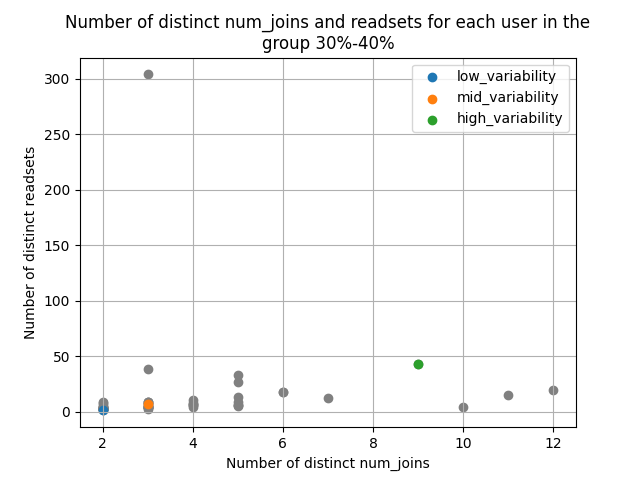 Number of distinct num_joins and readsets for each user in the
group 30%-40%
low_variability
mid_variability
high_variability
300
250
200
150
100
50
0
Number of distinct readsets
2
4
6
8
10
12
Number of distinct num_joins